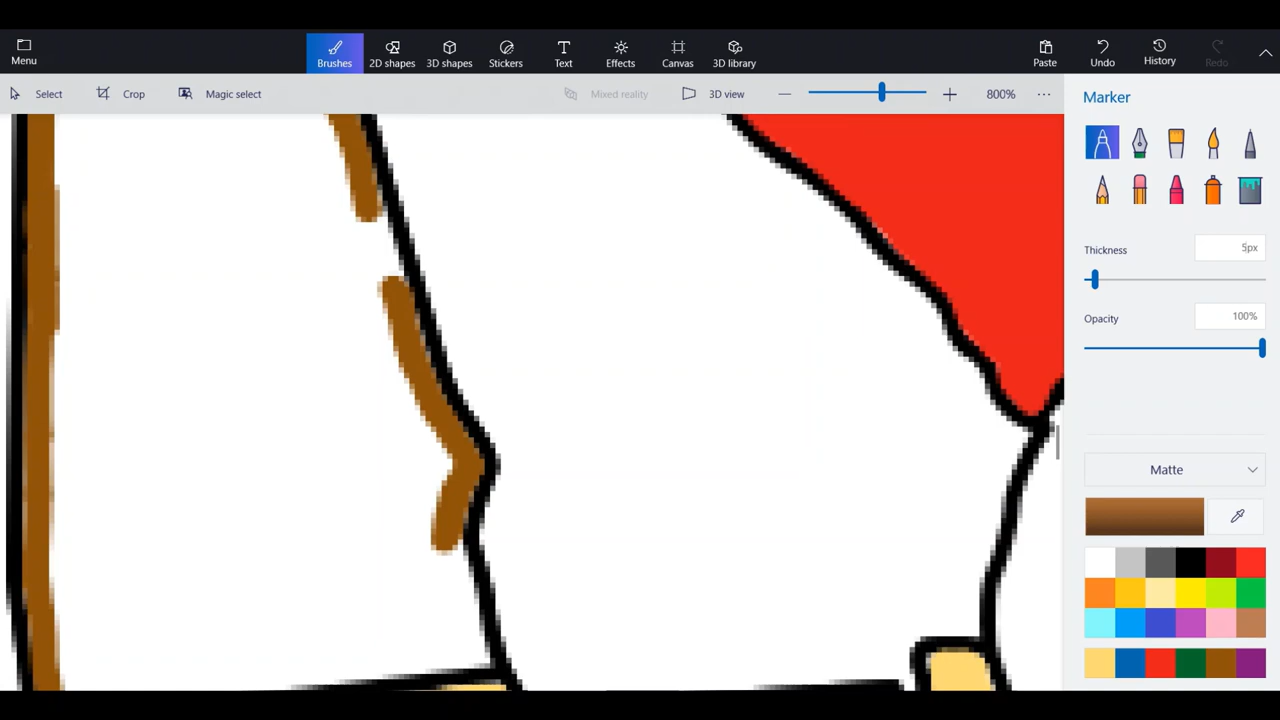 Menu
Brushes
2D shapes
3D shapes
Stickers
Text
Effects
Canvas
3D library
Paste
Undo
History
Redo
Select
Crop
Magic select
Mixed reality
3D view
800%
Marker
Thickness
5px
Opacity
100%
Matte